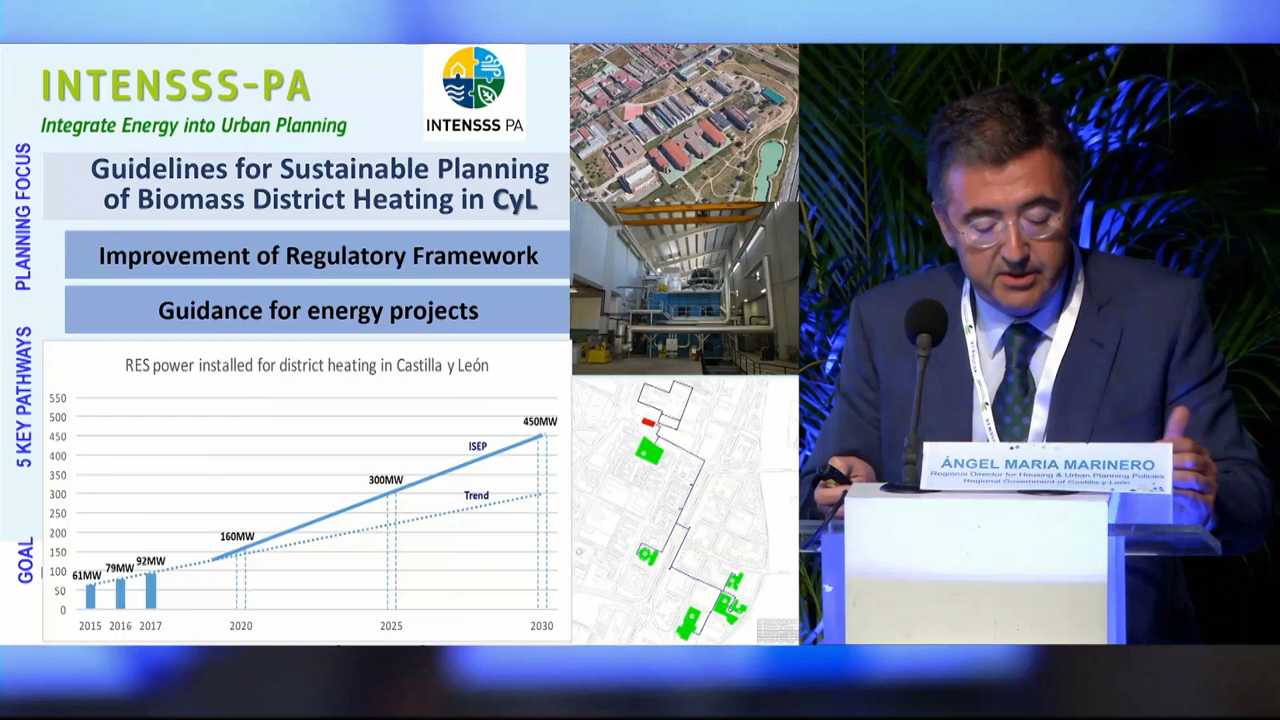 INTENSSS-PA
Integrate Energy into Urban Planning
INTENSSS PA
PLANNING FOCUS
5 KEY PATHWAYS
GOAL
Guidelines for Sustainable Planning
of Biomass District Heating in CyL
Improvement of Regulatory Framework
Guidance for energy projects
RES power installed for district heating in Castilla y León
550
500
450
400
350
300
250
200
150
100
50
0
61MW
79MW
92MW
160MW
300MW
450MW
ISEP
Trend
2015 2016 2017 2020 2025 2030
ÁNGEL MARIA MARINERO
Regional Director for Housing & Urban Planning Policies
Regional Government of Castilla-y-León